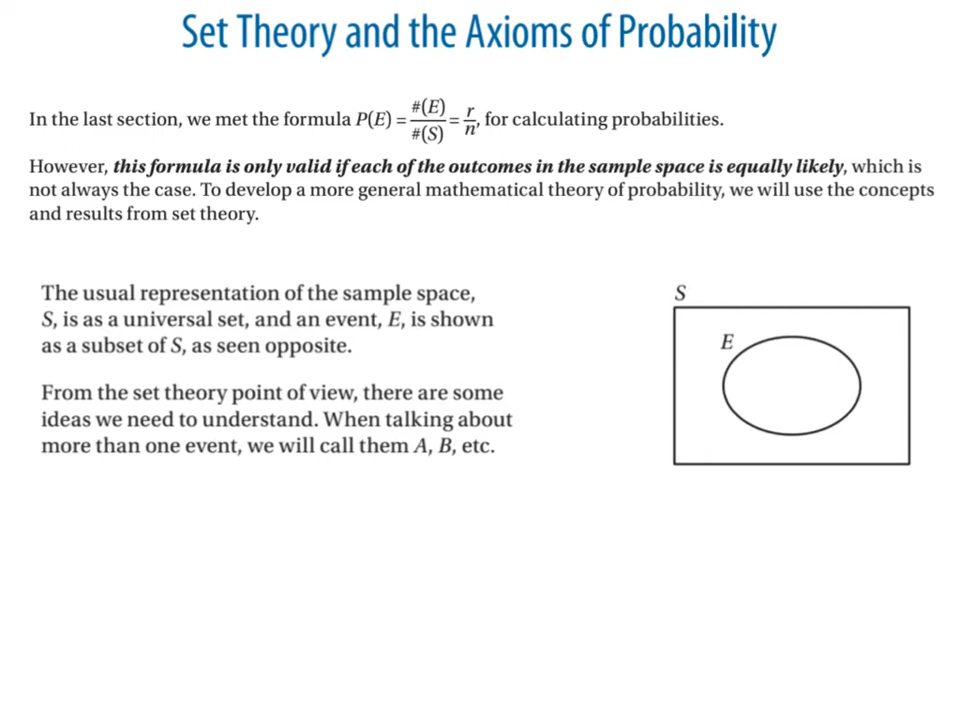 Set Theory and the Axioms of Probability
In the last section, we met the formula P(E) = #(E)/#(S) = r/n, for calculating probabilities.
However, this formula is only valid if each of the outcomes in the sample space is equally likely, which is
not always the case. To develop a more general mathematical theory of probability, we will use the concepts
and results from set theory.
The usual representation of the sample space,
S, is as a universal set, and an event, E, is shown
as a subset of S, as seen opposite.
From the set theory point of view, there are some
ideas we need to understand. When talking about
more than one event, we will call them A, B, etc.
S
E